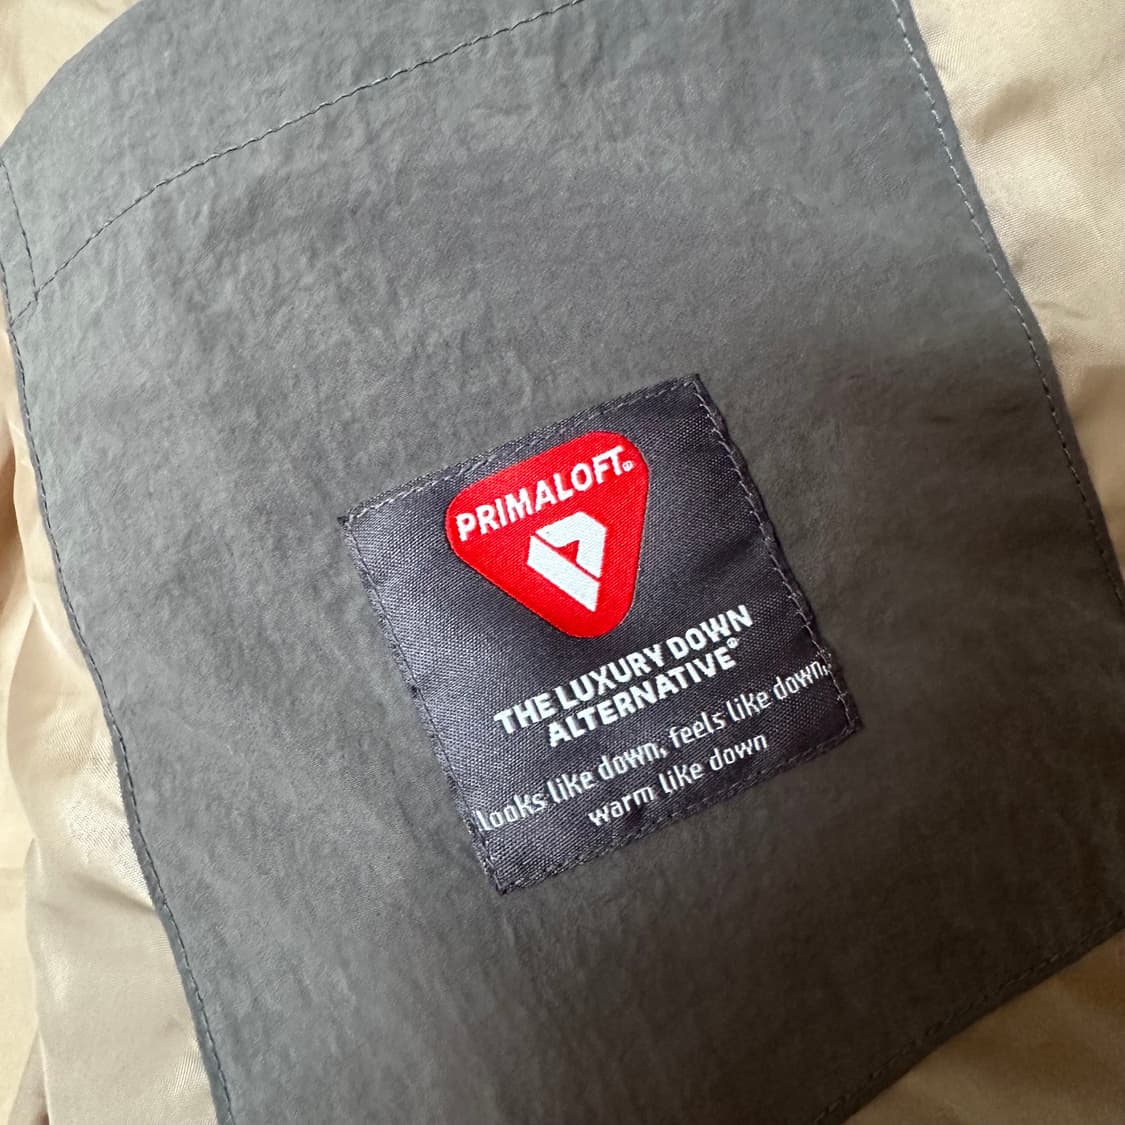 PRIMALOFT®
THE LUXURY DOWN
ALTERNATIVE®
Looks like down, feels like down,
warm like down